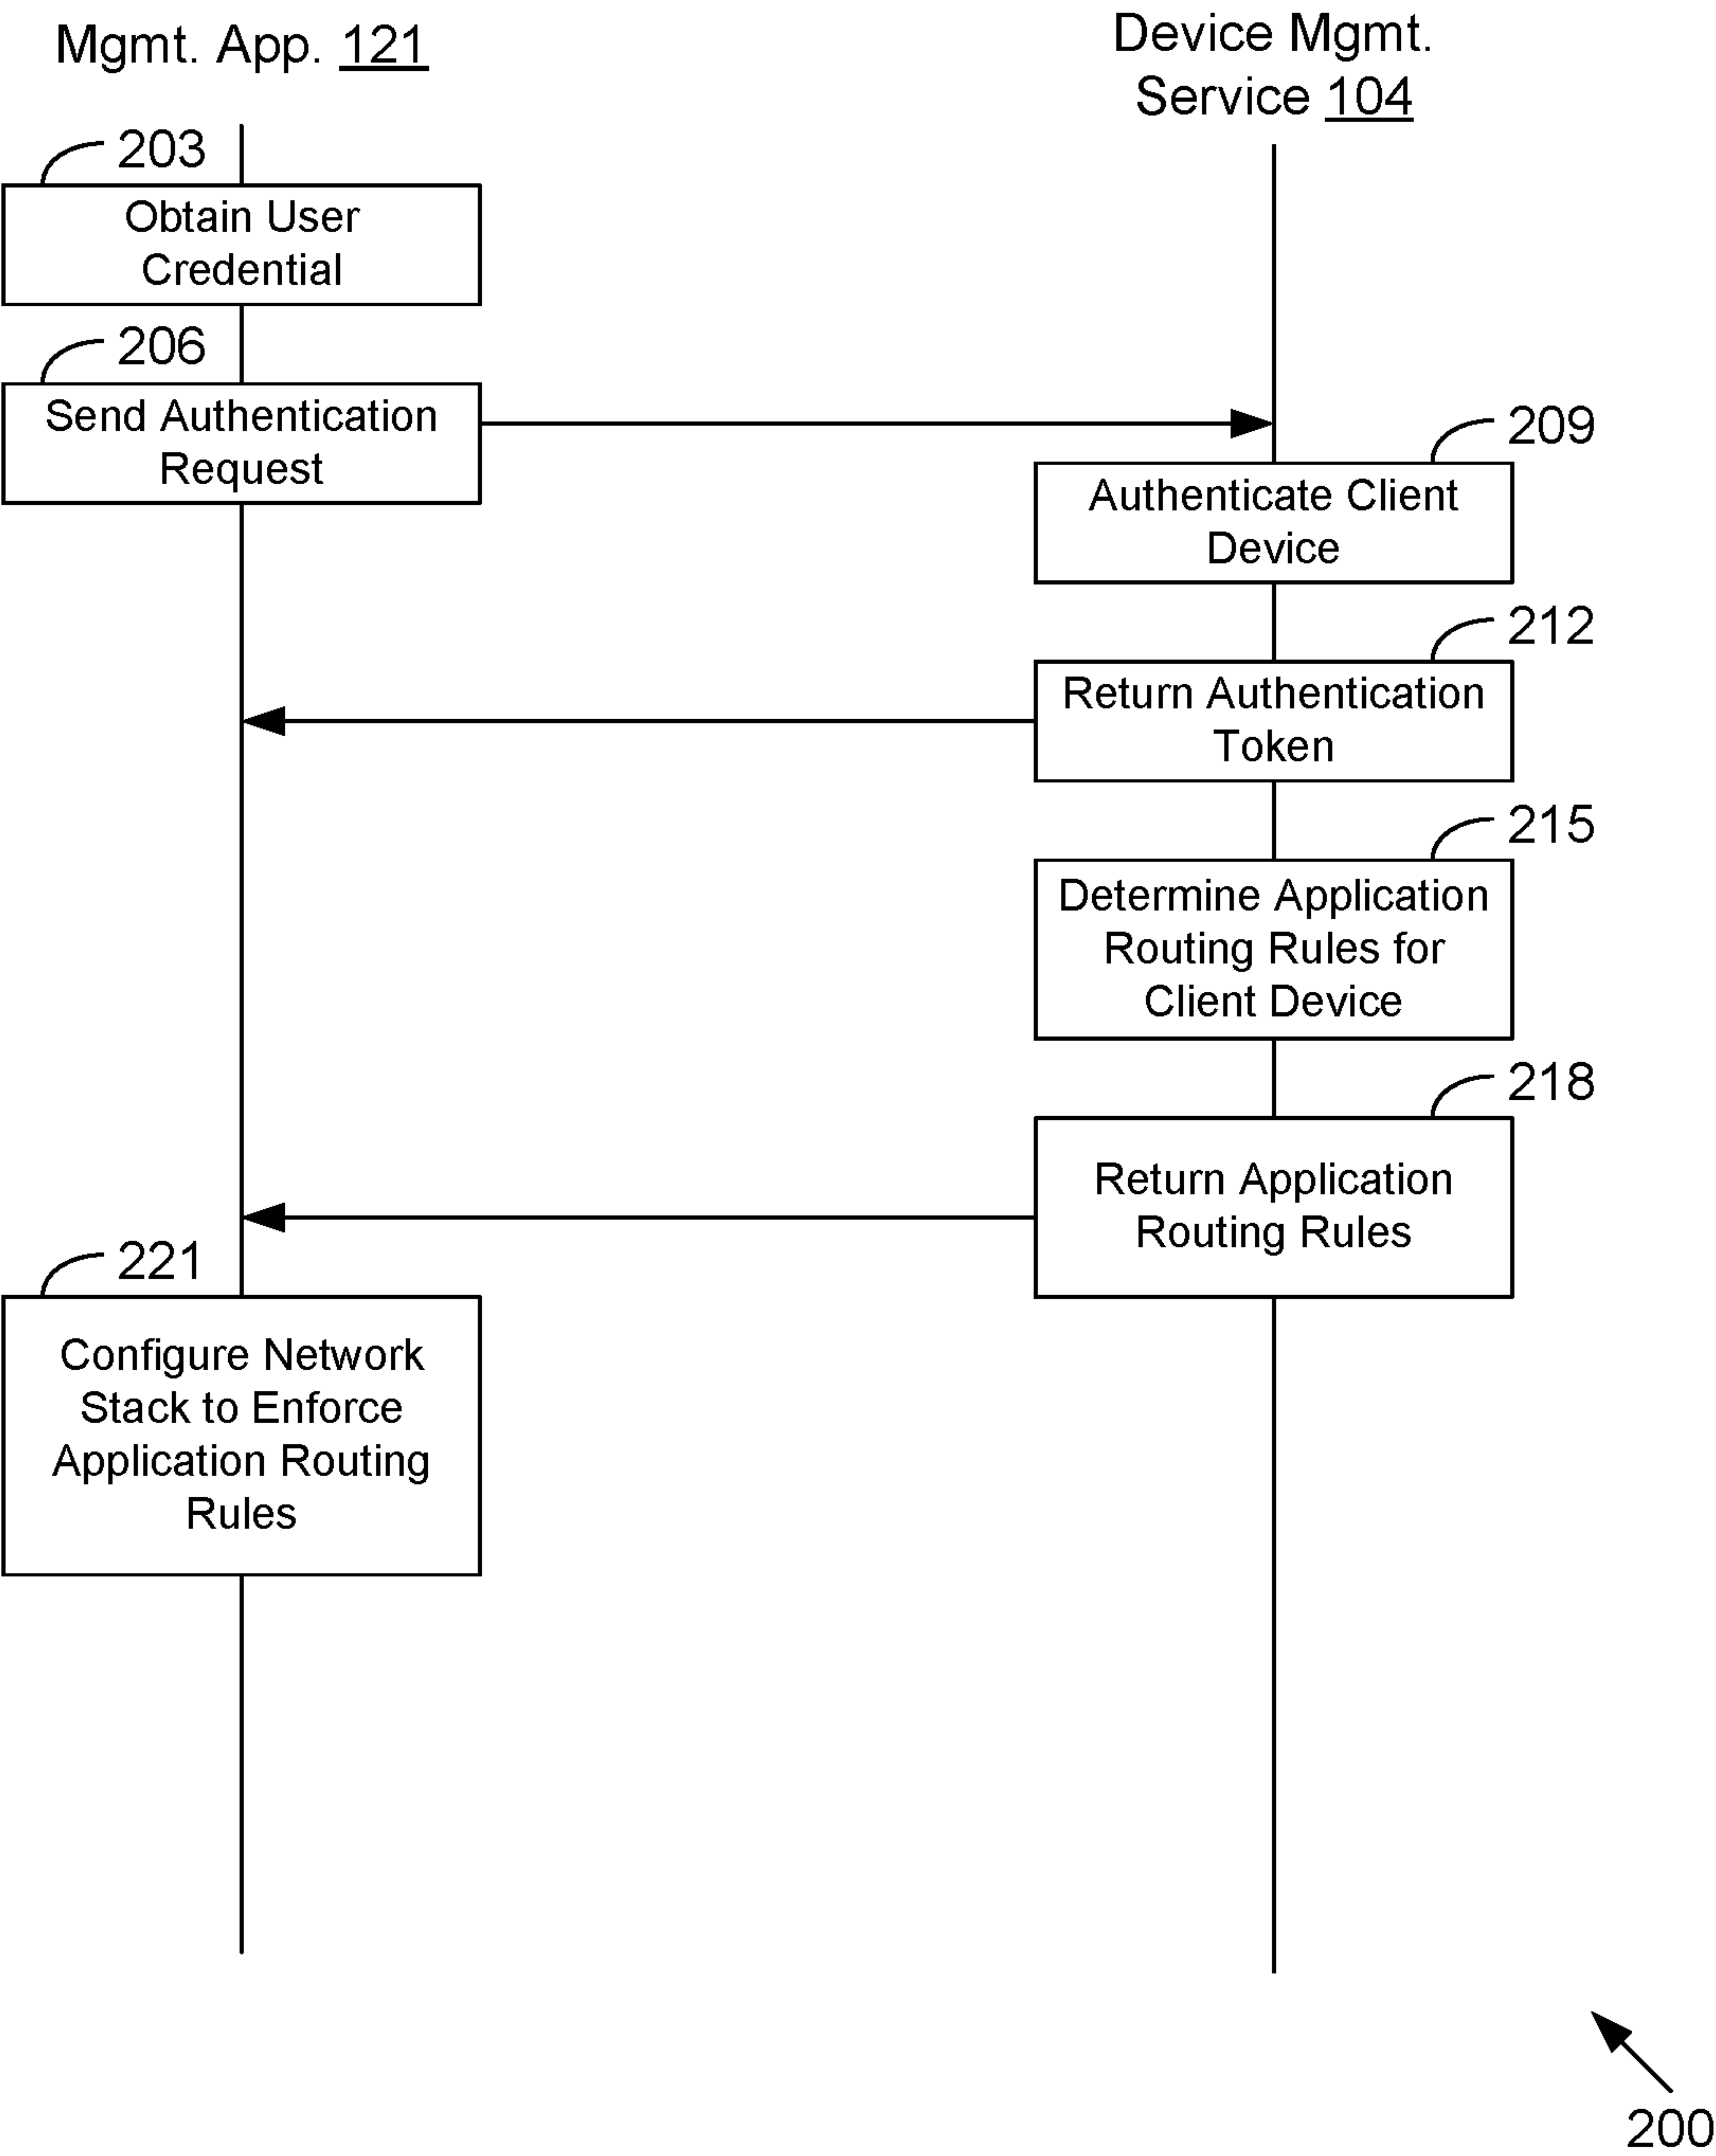 Mgmt. App. 121
Device Mgmt.
Service 104
203
Obtain User
Credential
206
Send Authentication
Request
209
Authenticate Client
Device
212
Return Authentication
Token
215
Determine Application
Routing Rules for
Client Device
218
Return Application
Routing Rules
221
Configure Network
Stack to Enforce
Application Routing
Rules
200